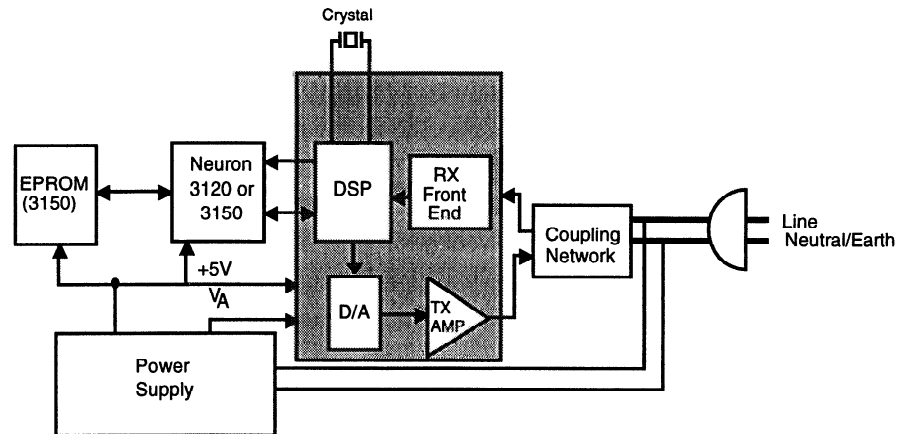 Crystal
EPROM
(3150)
Neuron
3120 or
3150
DSP
RX
Front
End
Coupling
Network
Line
Neutral/Earth
+5V
VA
D/A
TX
AMP
Power
Supply